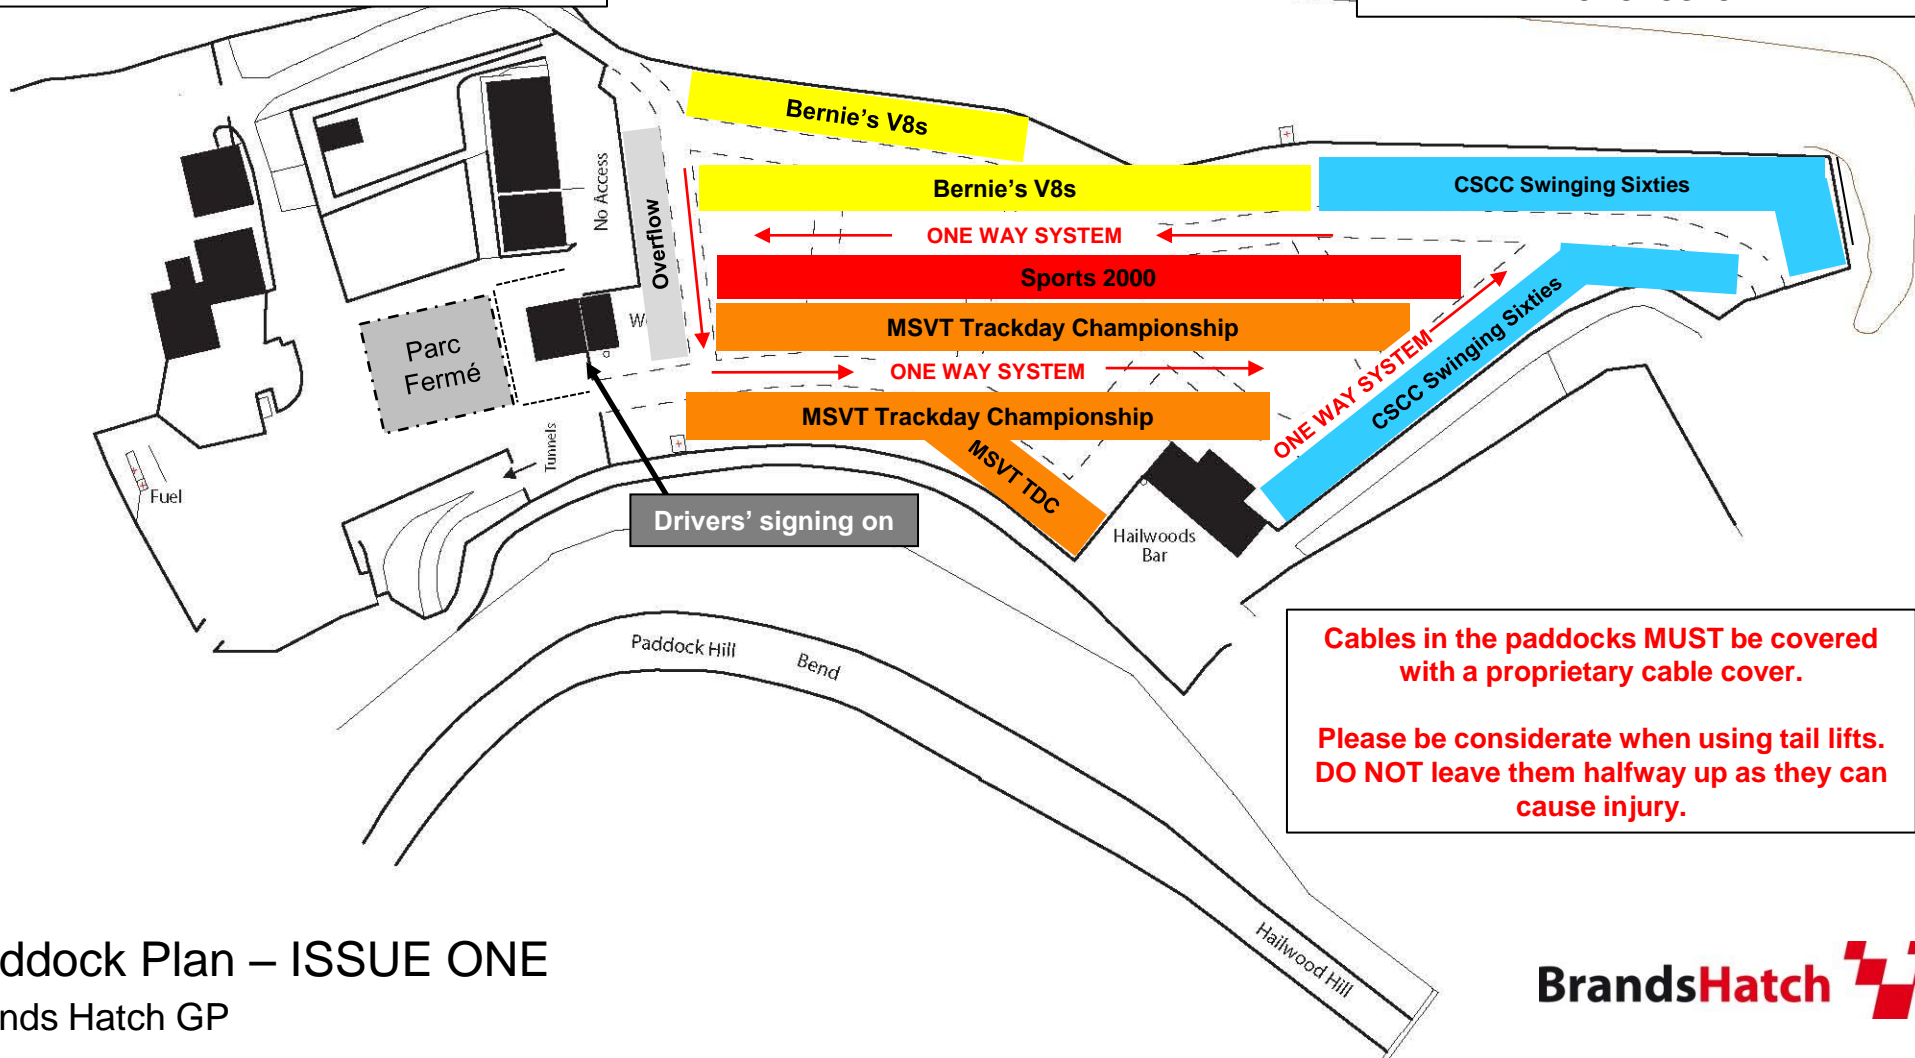 Bernie's V8s
Bernie's V8s
CSCC Swinging Sixties
No Access
Overflow
ONE WAY SYSTEM
Sports 2000
MSVT Trackday Championship
ONE WAY SYSTEM
MSVT Trackday Championship
MSVT TDC
ONE WAY SYSTEM
CSCC Swinging Sixties
Parc
Fermé
Tunnels
Fuel
Drivers’ signing on
Hailwoods
Bar
Paddock Hill Bend
Hailwood Hill
Cables in the paddocks MUST be covered
with a proprietary cable cover.
Please be considerate when using tail lifts.
DO NOT leave them halfway up as they can
cause injury.
ddock Plan – ISSUE ONE
nds Hatch GP
BrandsHatch